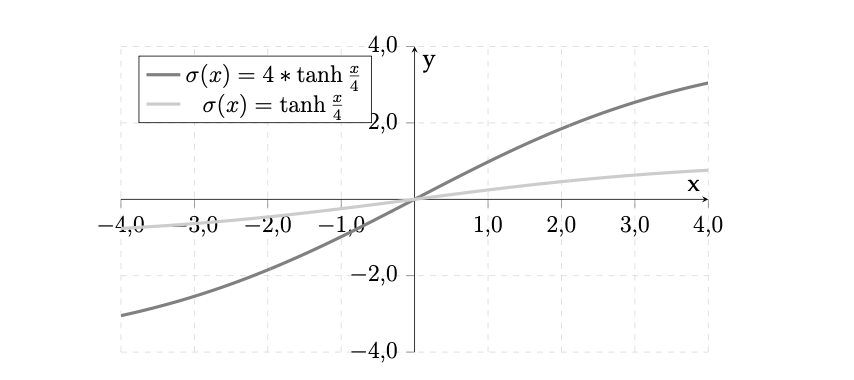 4,0
y
σ(x) = 4 ∗ tanh x/4
σ(x) = tanh x/4
2,0
x
−4,0 −3,0 −2,0 −1,0 1,0 2,0 3,0 4,0
−2,0
−4,0